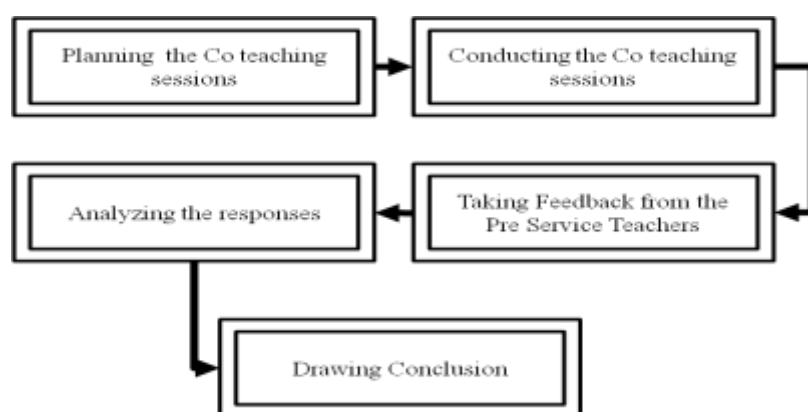 Planning the Co teaching
sessions
Conducting the Co teaching
sessions
Taking Feedback from the
Pre Service Teachers
Analyzing the responses
Drawing Conclusion